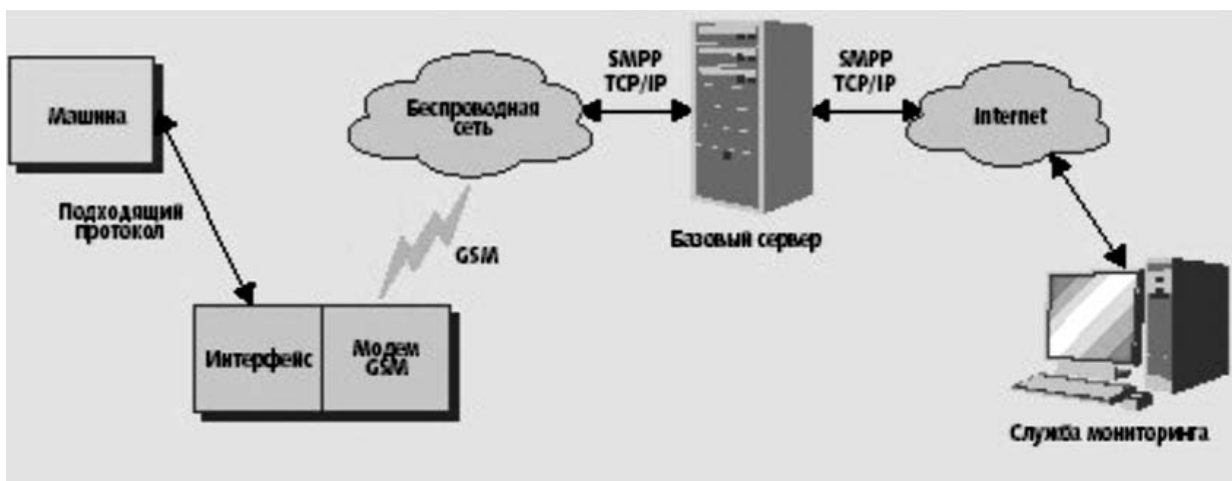 Машина
Подходящий
протокол
Интерфейс
Модем
GSM
GSM
Беспроводная
сеть
SMPP
TCP/IP
Базовый сервер
SMPP
TCP/IP
Internet
Служба мониторинга